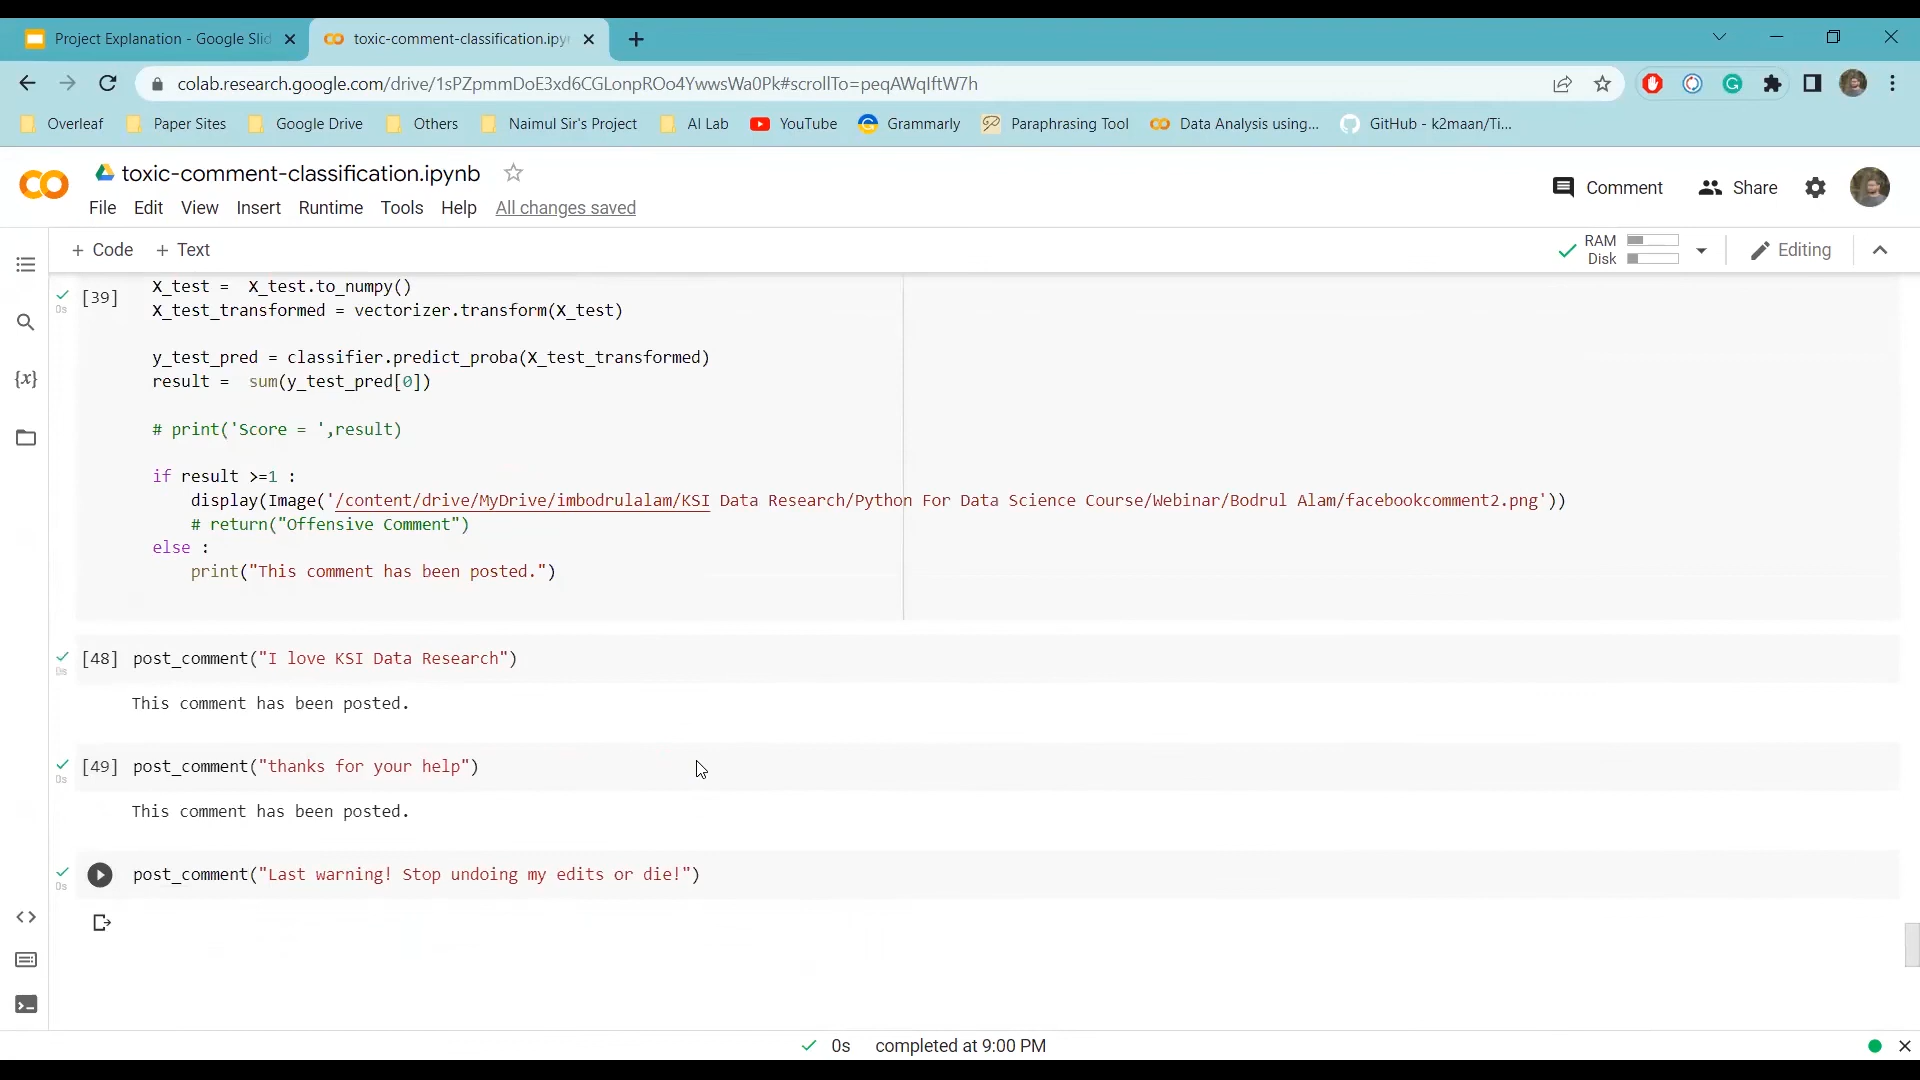 Project Explanation - Google Slid
toxic-comment-classification.ipy
colab.research.google.com/drive/1sPZpmmDoE3xd6CGLonpROo4YwwsWa0Pk#scrollTo=peqAWqIftW7h
Overleaf Paper Sites Google Drive Others Naimul Sir's Project AI Lab YouTube Grammarly Paraphrasing Tool Data Analysis using... GitHub - k2maan/Ti...
toxic-comment-classification.ipynb
Comment Share
File Edit View Insert Runtime Tools Help All changes saved
+ Code + Text
RAM
Disk
Editing
[39]
0s
X_test =  X_test.to_numpy()
X_test_transformed = vectorizer.transform(X_test)
y_test_pred = classifier.predict_proba(X_test_transformed)
result =  sum(y_test_pred[0])
# print('Score = ',result)
if result >=1 :
display(Image('/content/drive/MyDrive/imbodrulalam/KSI Data Research/Python For Data Science Course/Webinar/Bodrul Alam/facebookcomment2.png'))
# return("Offensive Comment")
else :
print("This comment has been posted.")
[48] post_comment("I love KSI Data Research")
0s
This comment has been posted.
[49] post_comment("thanks for your help")
0s
This comment has been posted.
post_comment("Last warning! Stop undoing my edits or die!")
0s
0s completed at 9:00 PM